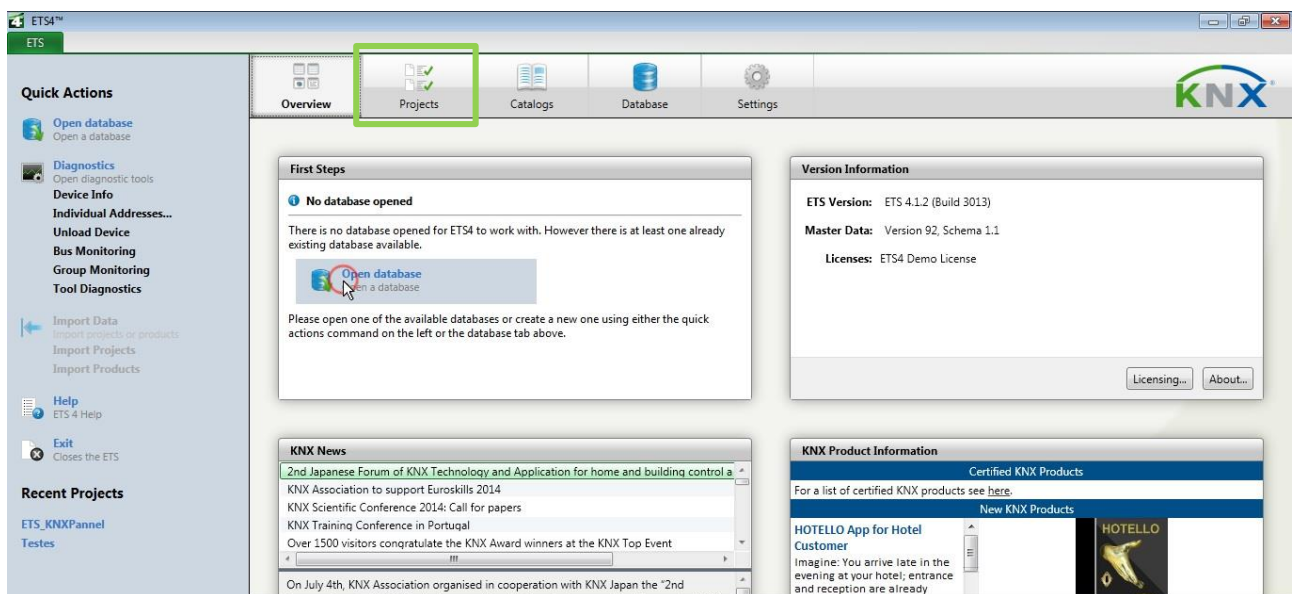 ETS4™
ETS
Quick Actions
Open database
Open a database
Diagnostics
Open diagnostic tools
Device Info
Individual Addresses...
Unload Device
Bus Monitoring
Group Monitoring
Tool Diagnostics
Import Data
Import projects or products
Import Projects
Import Products
Help
ETS 4 Help
Exit
Closes the ETS
Recent Projects
ETS_KNXPannel
Testes
Overview
Projects
Catalogs
Database
Settings
KNX
First Steps
No database opened
There is no database opened for ETS4 to work with. However there is at least one already
existing database available.
Open database
Open a database
Please open one of the available databases or create a new one using either the quick
actions command on the left or the database tab above.
Version Information
ETS Version: ETS 4.1.2 (Build 3013)
Master Data: Version 92, Schema 1.1
Licenses: ETS4 Demo License
Licensing...
About...
KNX News
2nd Japanese Forum of KNX Technology and Application for home and building control a
KNX Association to support Euroskills 2014
KNX Scientific Conference 2014: Call for papers
KNX Training Conference in Portugal
Over 1500 visitors congratulate the KNX Award winners at the KNX Top Event
On July 4th, KNX Association organised in cooperation with KNX Japan the "2nd
KNX Product Information
Certified KNX Products
For a list of certified KNX products see here.
New KNX Products
HOTELLO App for Hotel
Customer
Imagine: You arrive late in the
evening at your hotel; entrance
and reception are already
HOTELLO